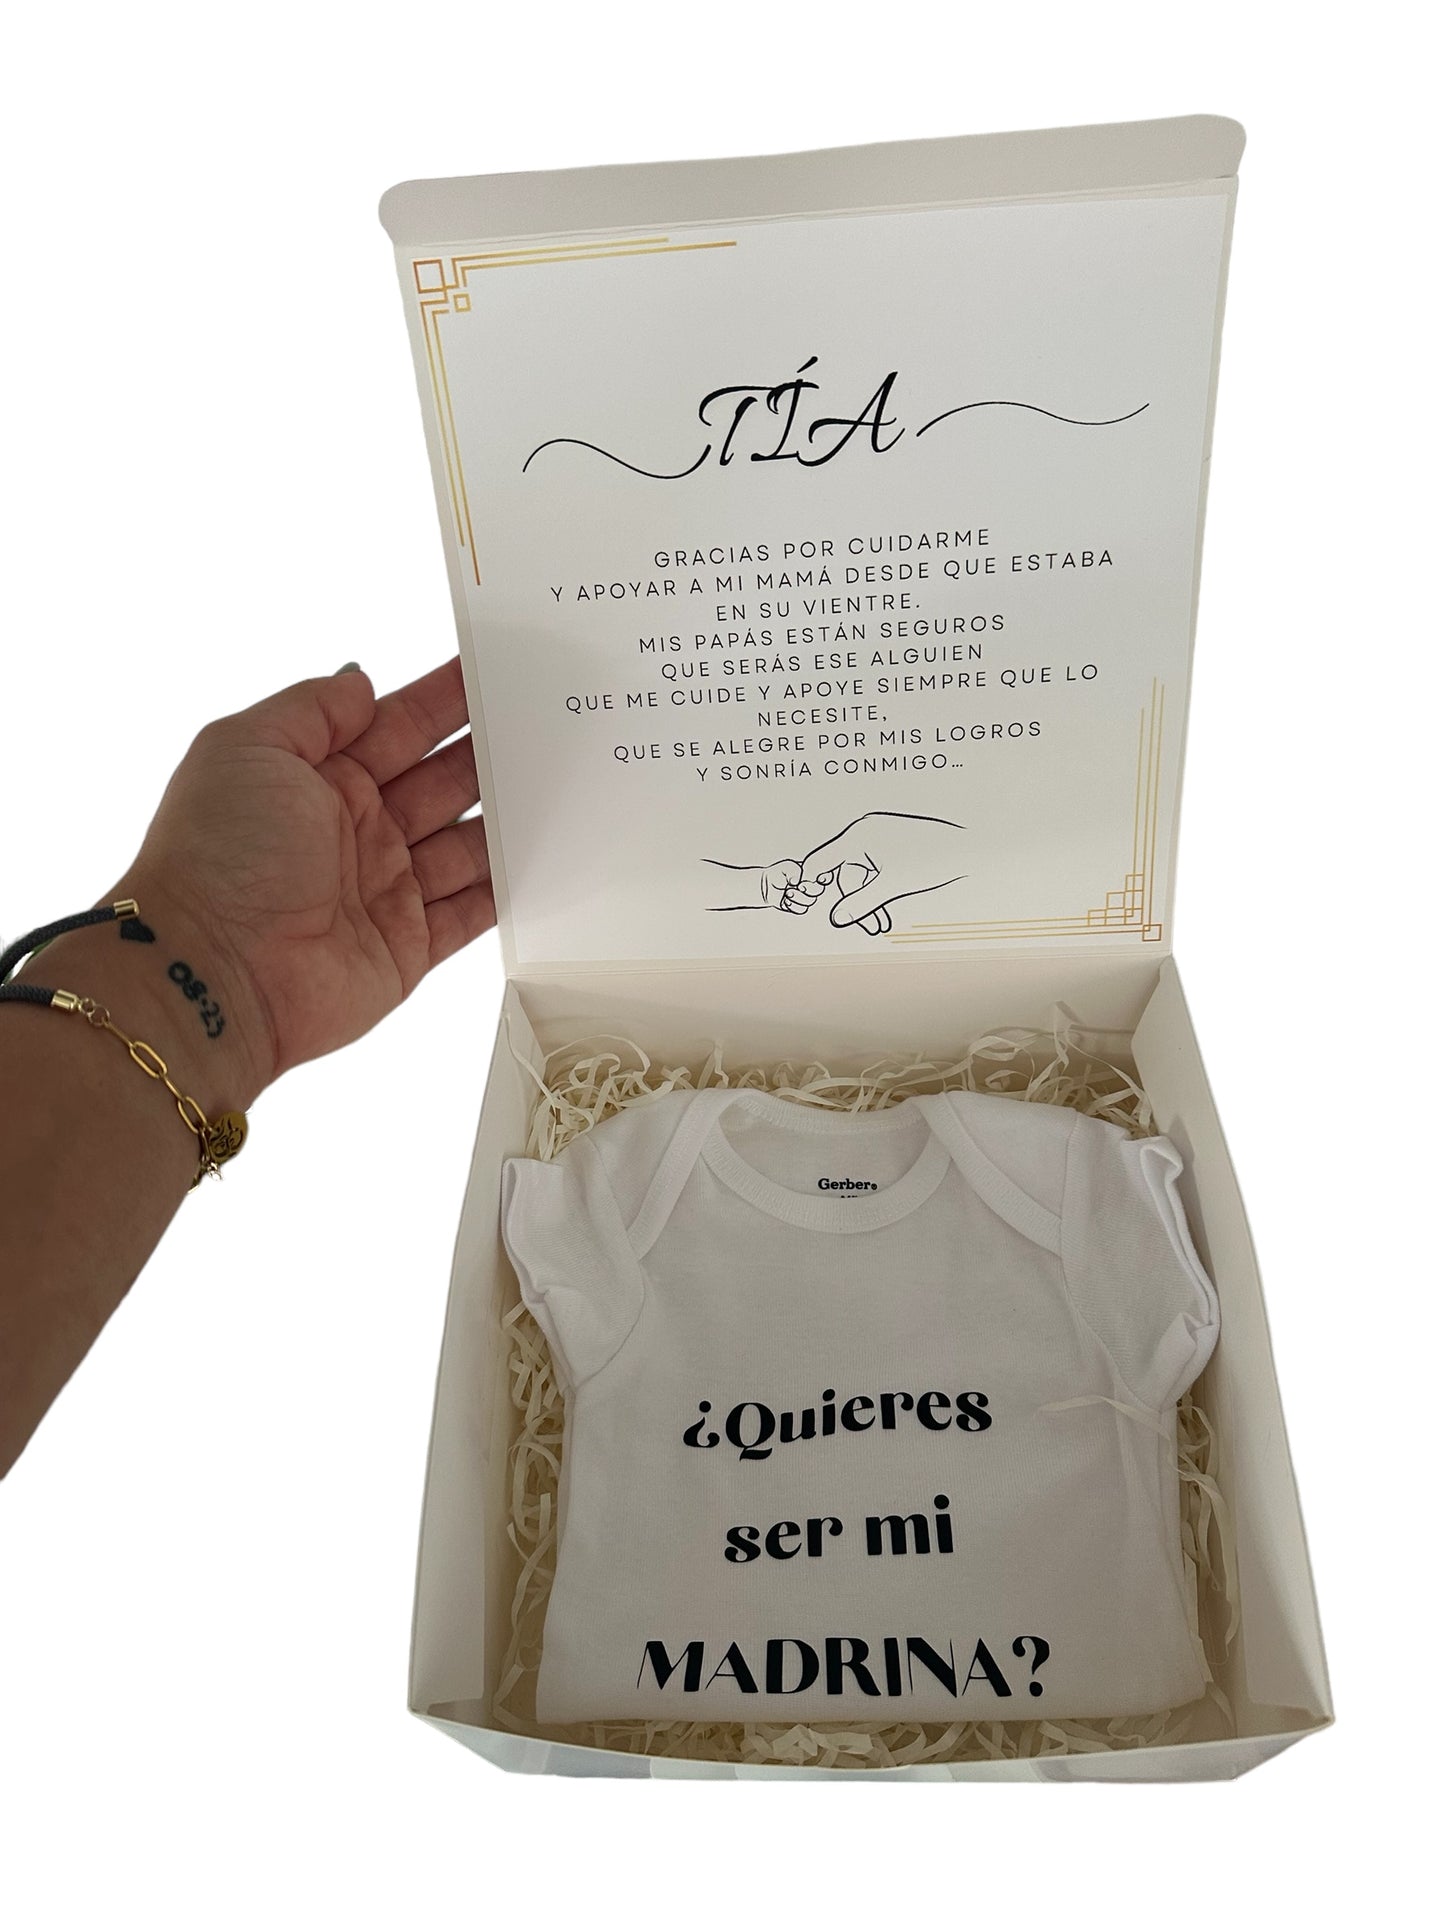 TÍA
GRACIAS POR CUIDARME
Y APOYAR A MI MAMÁ DESDE QUE ESTABA
EN SU VIENTRE.
MIS PAPÁS ESTÁN SEGUROS
QUE SERÁS ESE ALGUIEN
QUE ME CUIDE Y APOYE SIEMPRE QUE LO
NECESITE,
QUE SE ALEGRE POR MIS LOGROS
Y SONRÍA CONMIGO...
08·23
Gerber®
¿Quieres
ser mi
MADRINA?